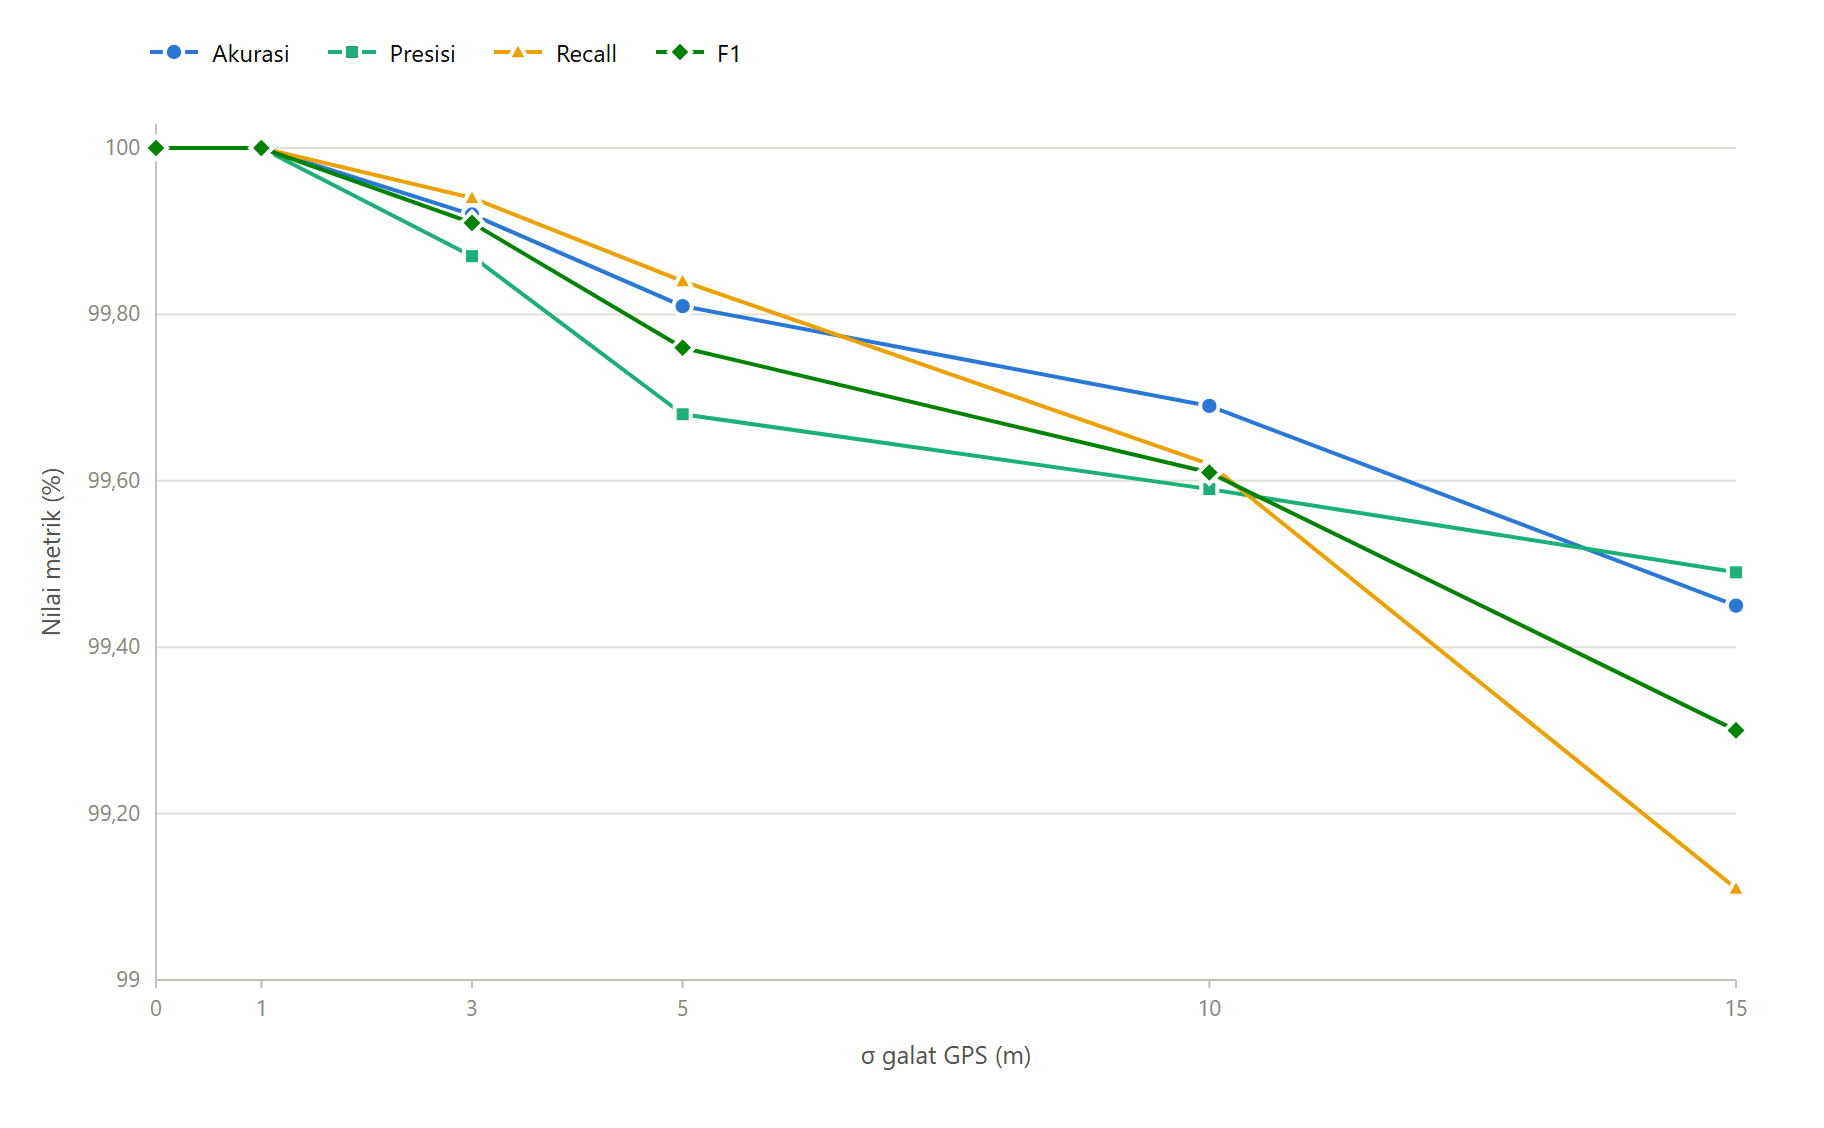 Akurasi Presisi Recall F1
100
99,80
99,60
99,40
99,20
99
Nilai metrik (%)
0 1 3 5 10 15
σ galat GPS (m)